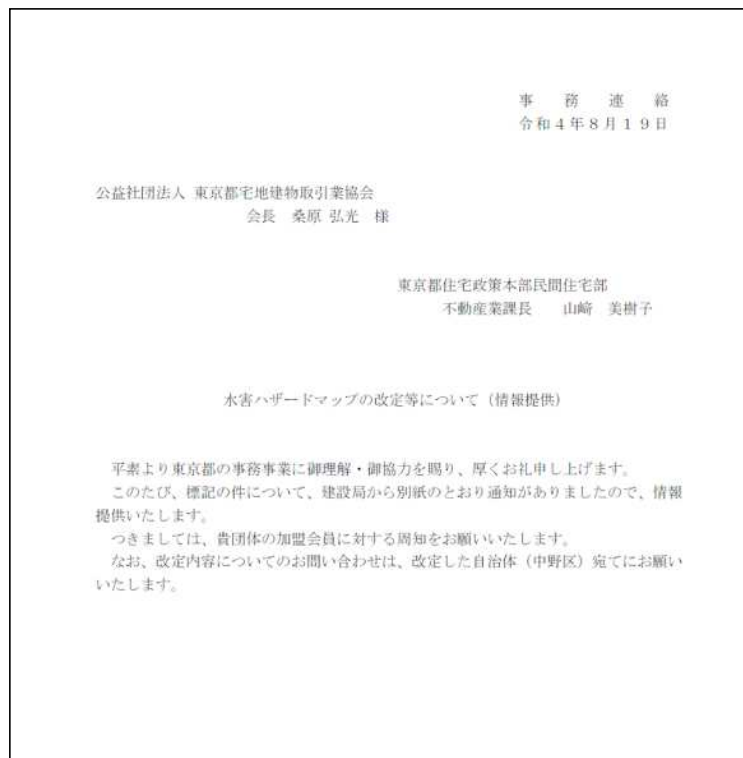 事　務　連　絡
令和４年８月１９日
公益社団法人 東京都宅地建物取引業協会
会長　桑原 弘光　様
東京都住宅政策本部民間住宅部
不動産業課長　　山﨑　美樹子
水害ハザードマップの改定等について（情報提供）
平素より東京都の事務事業に御理解・御協力を賜り、厚くお礼申し上げます。
このたび、標記の件について、建設局から別紙のとおり通知がありましたので、情報
提供いたします。
つきましては、貴団体の加盟会員に対する周知をお願いいたします。
なお、改定内容についてのお問い合わせは、改定した自治体（中野区）宛てにお願い
いたします。